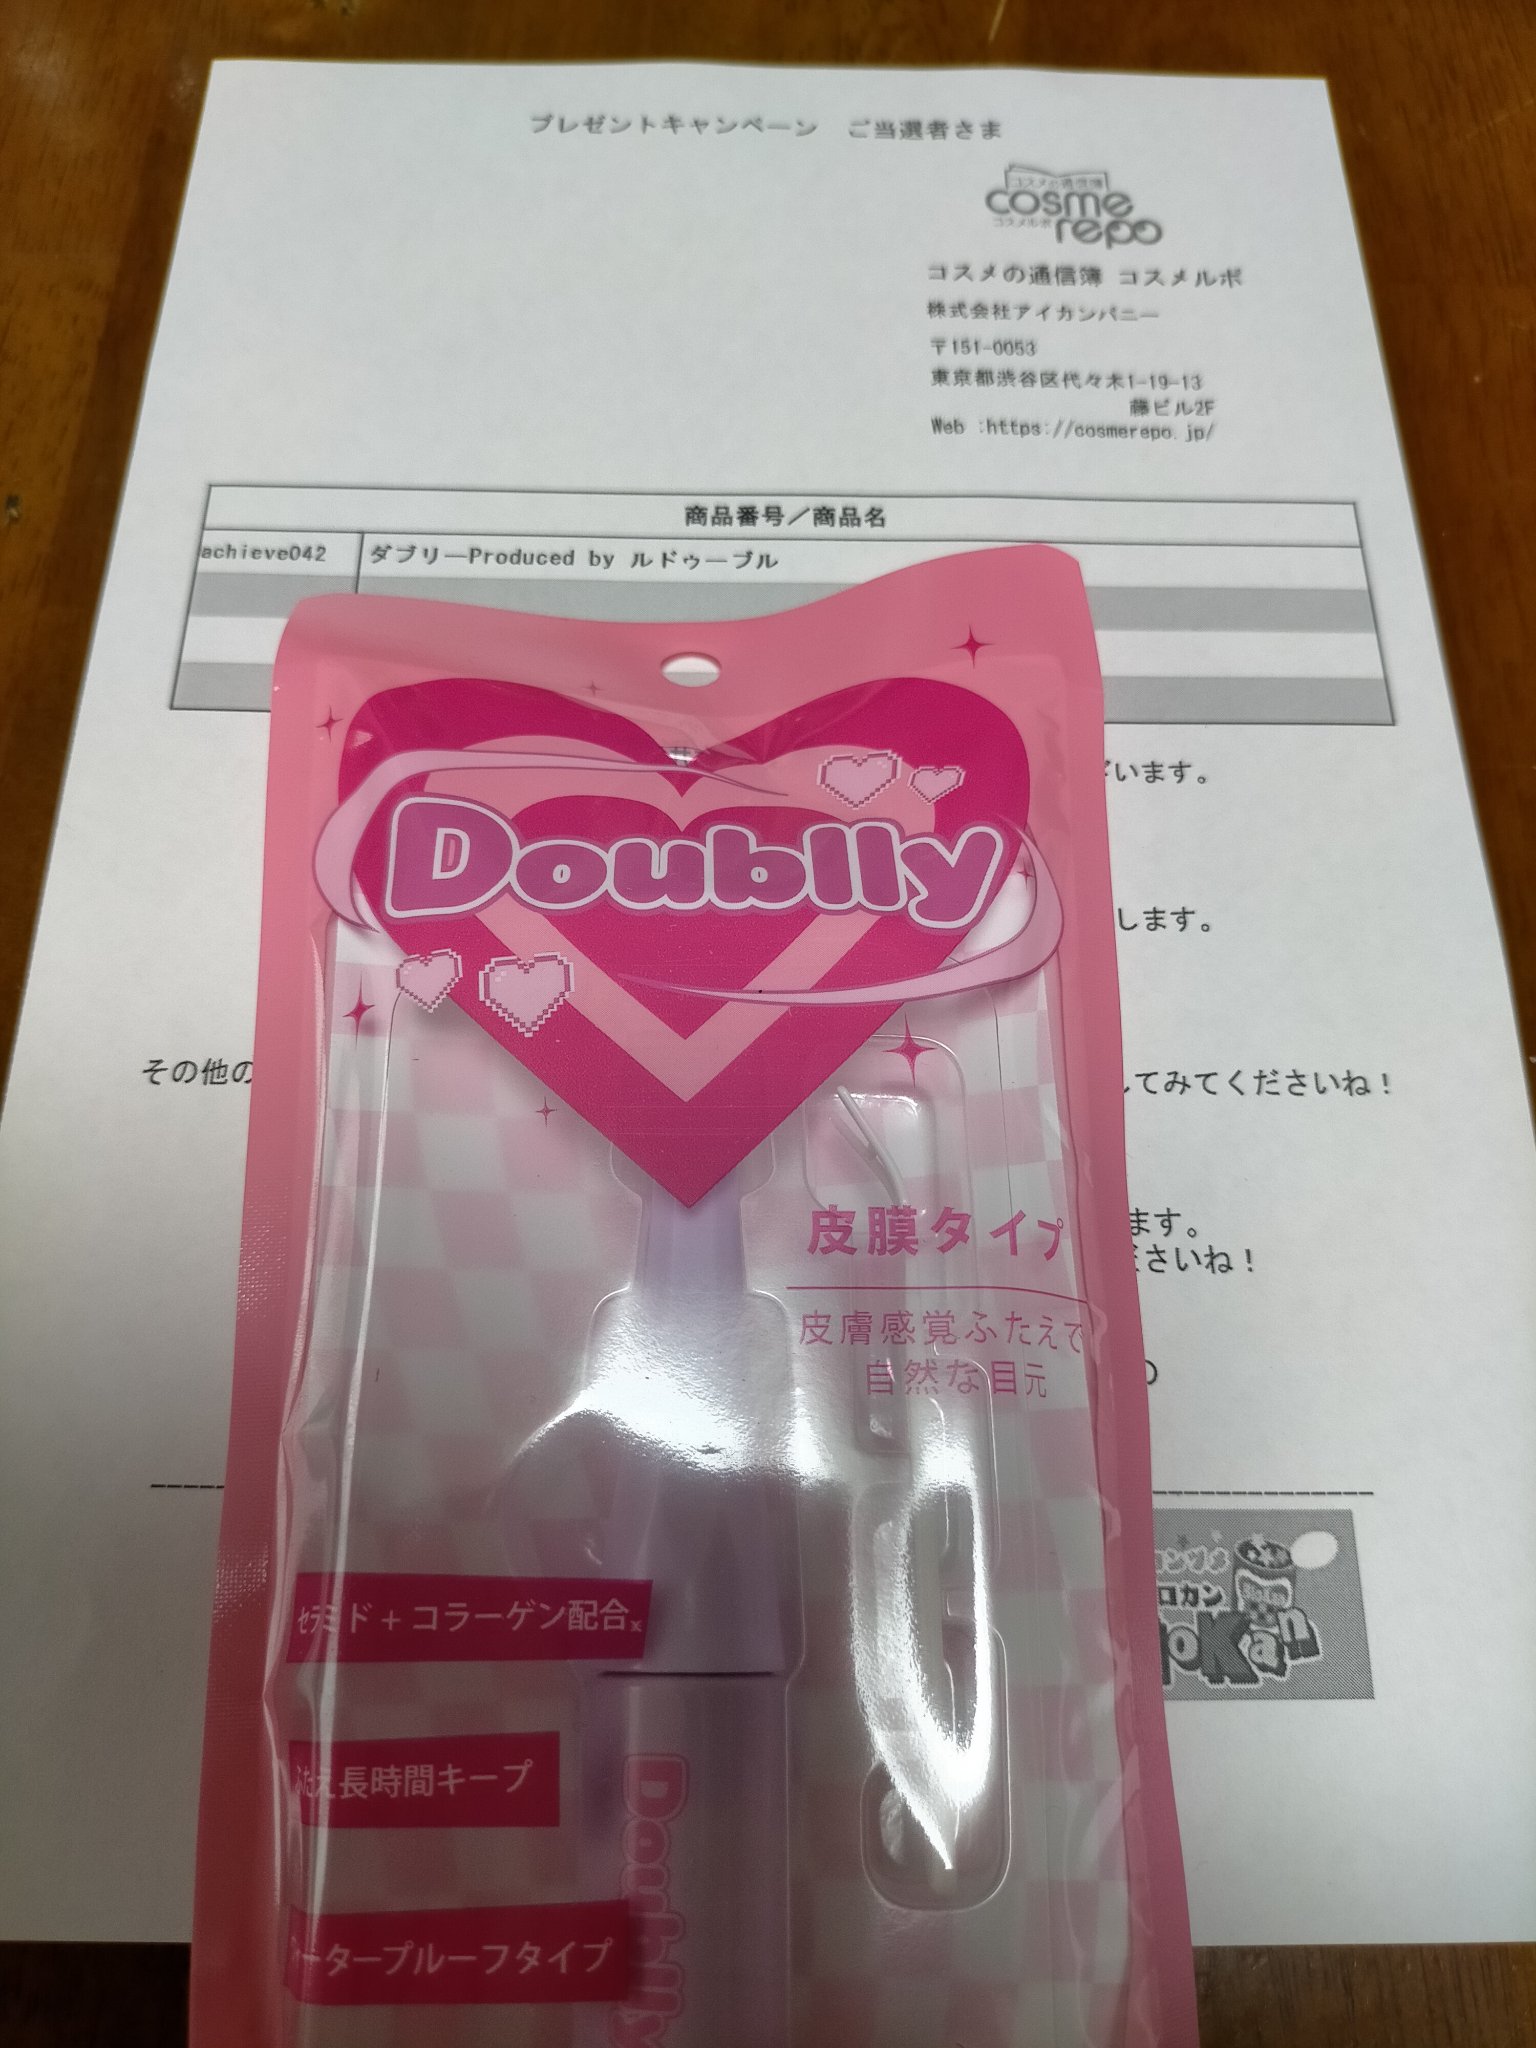 プレゼントキャンペーン ご当選者さま
コスメの通信簿
cosme
コスメルポ
repo
コスメの通信簿 コスメルポ
株式会社アイカンパニー
〒151-0053
東京都渋谷区代々木1-19-13
藤ビル2F
Web :https://cosmerepo.jp/
商品番号／商品名
achieve042 ダブリーProduced by ルドゥーブル
います。
Doublly
します。
その他の
してみてくださいね！
皮膜タイプ
ます。
さいね！
皮膚感覚ふたえで
自然な目元
セラミド + コラーゲン配合※
ロカン
oKan
ふたえ長時間キープ
ータープルーフタイプ
Doublly